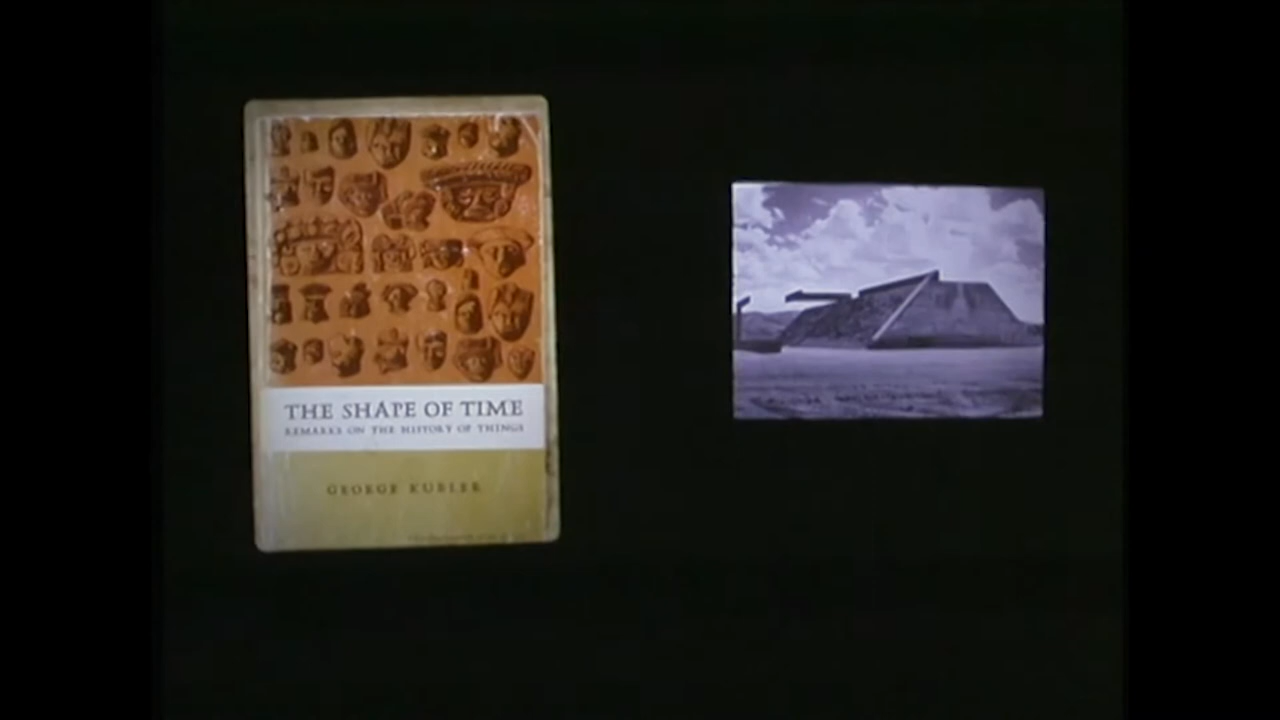 THE SHAPE OF TIME
REMARKS ON THE HISTORY OF THINGS
GEORGE KUBLER